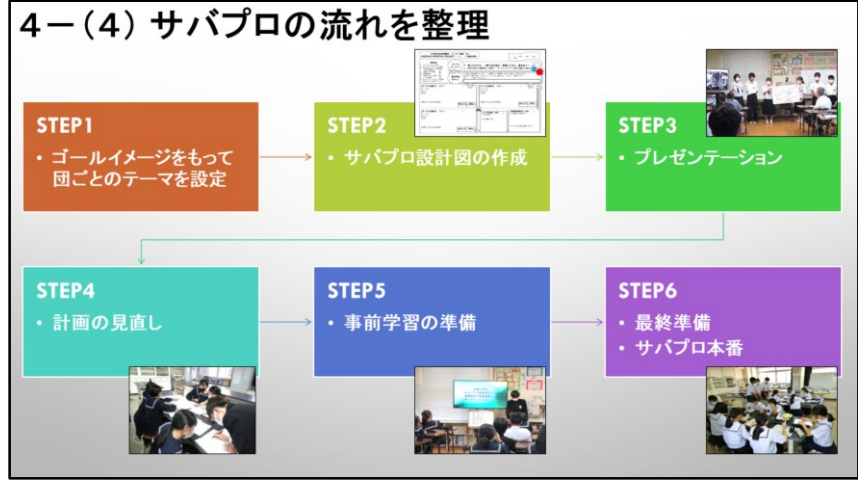 4-(4) サバプロの流れを整理
STEP1
• ゴールイメージをもって
団ごとのテーマを設定
STEP2
• サバプロ設計図の作成
STEP3
• プレゼンテーション
STEP4
• 計画の見直し
STEP5
• 事前学習の準備
STEP6
• 最終準備
• サバプロ本番